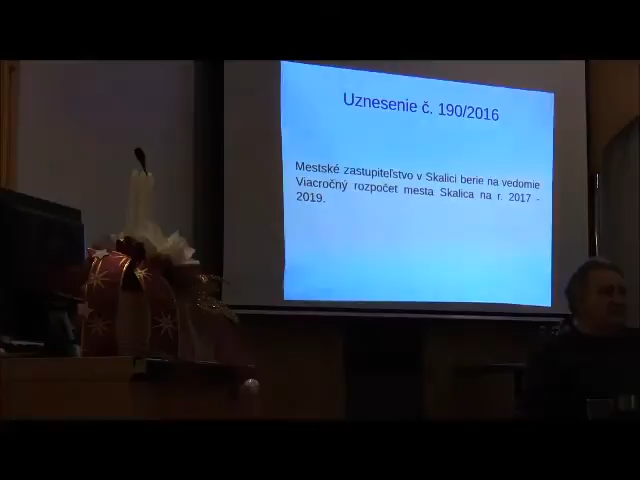 Uznesenie č. 190/2016
Mestské zastupiteľstvo v Skalici berie na vedomie
Viacročný rozpočet mesta Skalica na r. 2017 -
2019.